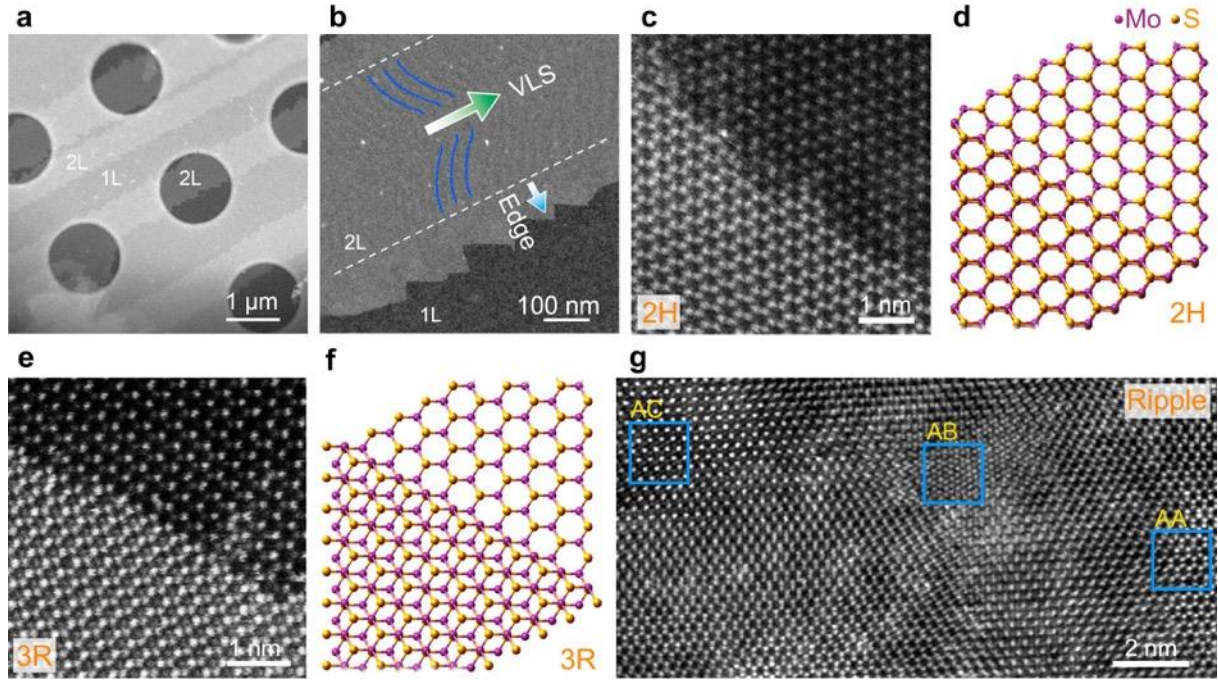 a
2L
1L
2L
1 µm
b
VLS
Edge
2L
1L
100 nm
c
2H
1 nm
d
Mo S
2H
e
3R
1 nm
f
3R
g
Ripple
AC
AB
AA
2 nm